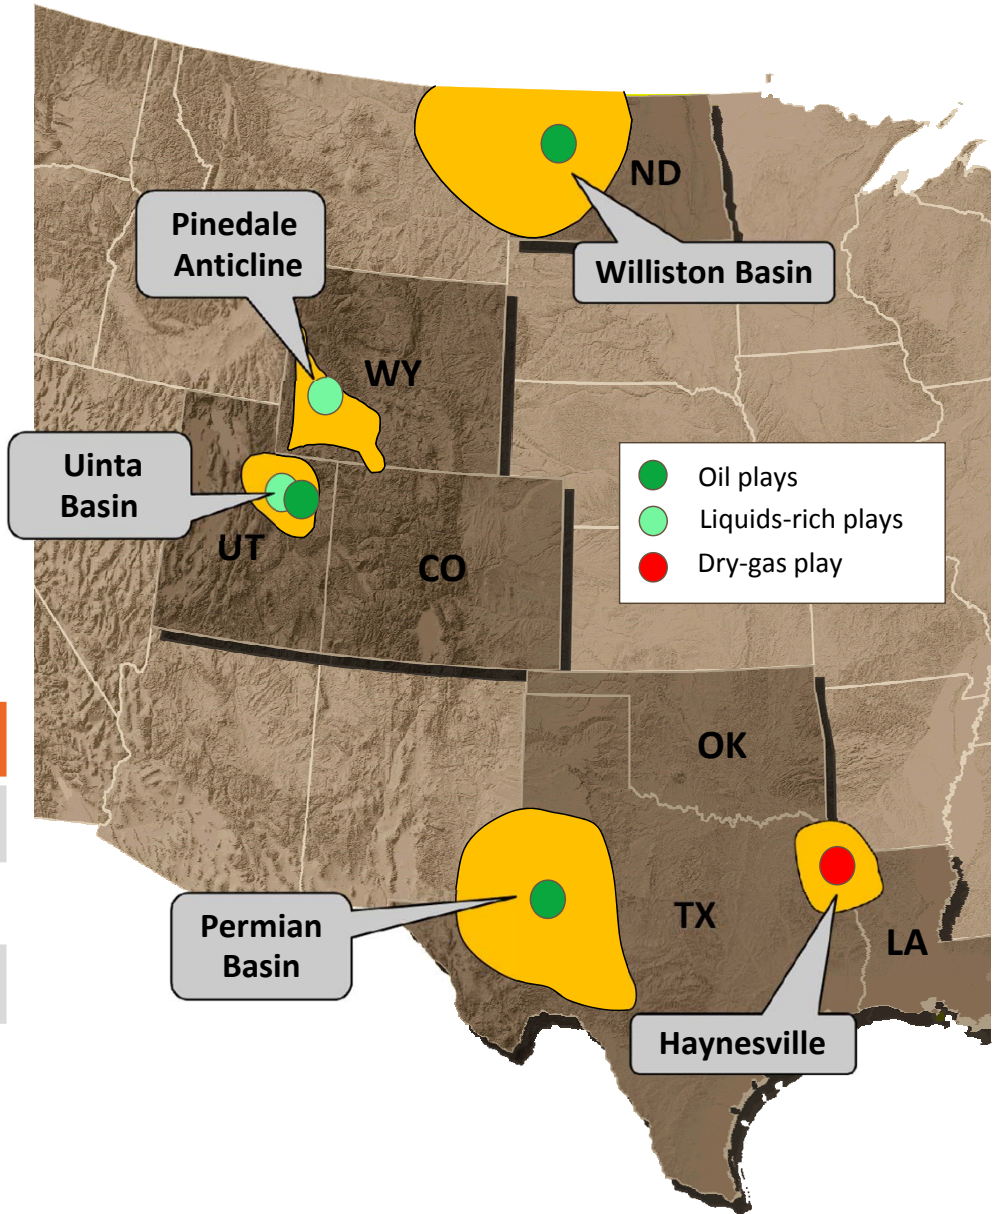 ND
Pinedale
Anticline
Williston Basin
WY
Uinta
Basin
Oil plays
Liquids-rich plays
Dry-gas play
UT
CO
OK
Permian
Basin
TX
LA
Haynesville